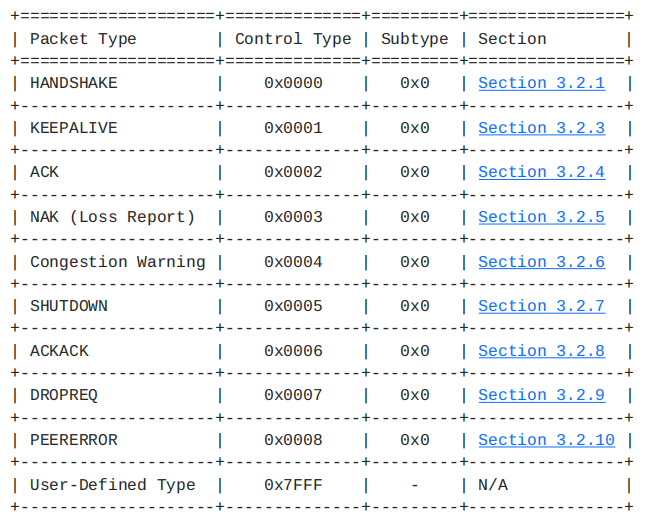 +====================+==============+=========+================+
| Packet Type        | Control Type | Subtype | Section        |
+====================+==============+=========+================+
| HANDSHAKE          |    0x0000    |   0x0   | Section 3.2.1  |
+--------------------+--------------+---------+----------------+
| KEEPALIVE          |    0x0001    |   0x0   | Section 3.2.3  |
+--------------------+--------------+---------+----------------+
| ACK                |    0x0002    |   0x0   | Section 3.2.4  |
+--------------------+--------------+---------+----------------+
| NAK (Loss Report)  |    0x0003    |   0x0   | Section 3.2.5  |
+--------------------+--------------+---------+----------------+
| Congestion Warning |    0x0004    |   0x0   | Section 3.2.6  |
+--------------------+--------------+---------+----------------+
| SHUTDOWN           |    0x0005    |   0x0   | Section 3.2.7  |
+--------------------+--------------+---------+----------------+
| ACKACK             |    0x0006    |   0x0   | Section 3.2.8  |
+--------------------+--------------+---------+----------------+
| DROPREQ            |    0x0007    |   0x0   | Section 3.2.9  |
+--------------------+--------------+---------+----------------+
| PEERERROR          |    0x0008    |   0x0   | Section 3.2.10 |
+--------------------+--------------+---------+----------------+
| User-Defined Type  |    0x7FFF    |    -    | N/A            |
+--------------------+--------------+---------+----------------+